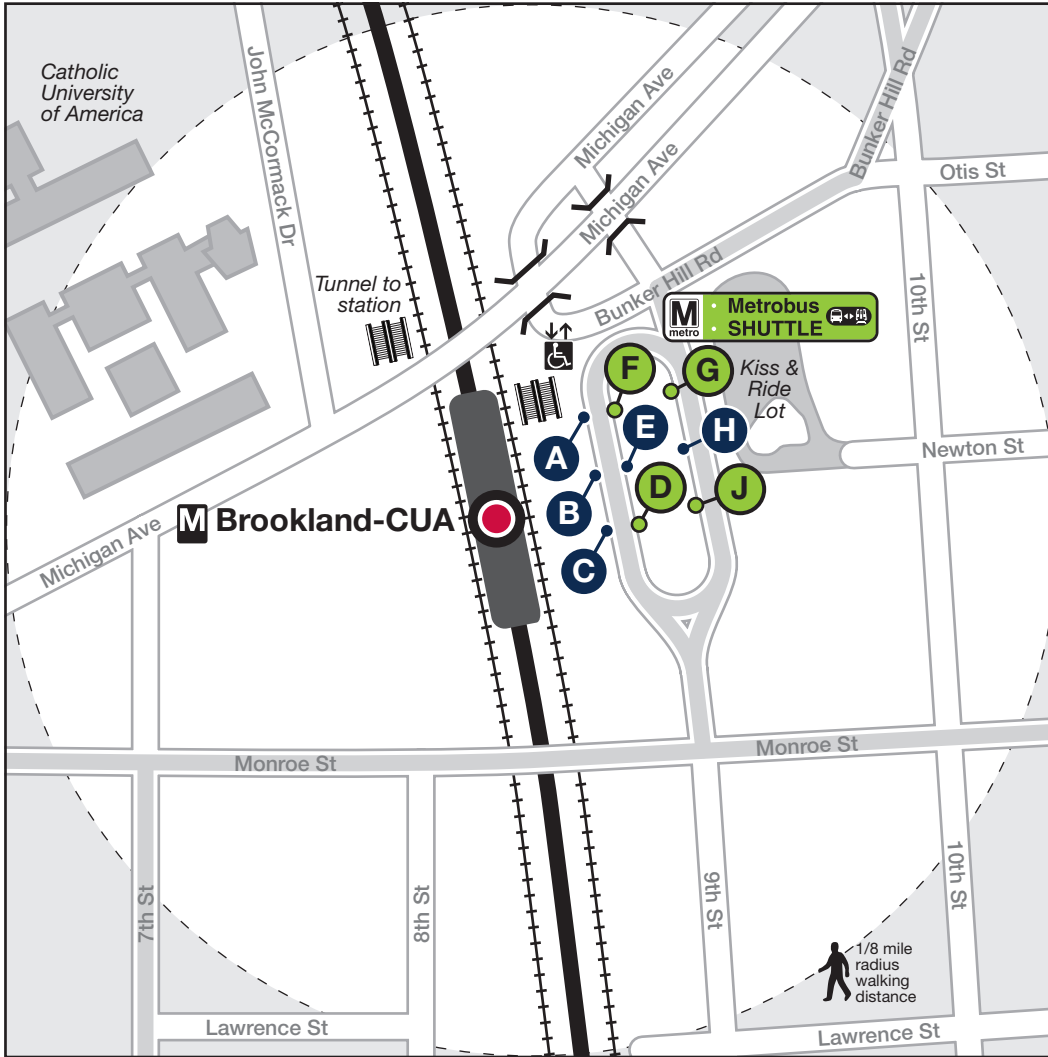 Catholic
University
of America
John McCormack Dr
Michigan Ave
Michigan Ave
Bunker Hill Rd
Otis St
Tunnel to
station
Bunker Hill Rd
10th St
M
metro
Metrobus
SHUTTLE
F
G
Kiss &
Ride
Lot
A
E
H
Newton St
B
D
J
M Brookland-CUA
C
Michigan Ave
Monroe St
Monroe St
7th St
8th St
9th St
10th St
1/8 mile
radius
walking
distance
Lawrence St
Lawrence St